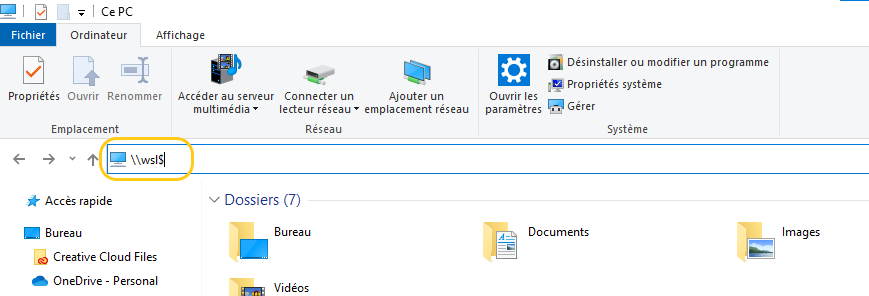 Ce PC
Fichier Ordinateur Affichage
Propriétés Ouvrir Renommer
Accéder au serveur multimédia
Connecter un lecteur réseau
Ajouter un emplacement réseau
Ouvrir les paramètres
Désinstaller ou modifier un programme
Propriétés système
Gérer
Emplacement Réseau Système
\\wsl$
Accès rapide
Bureau
Creative Cloud Files
OneDrive - Personal
Dossiers (7)
Bureau Documents Images
Vidéos